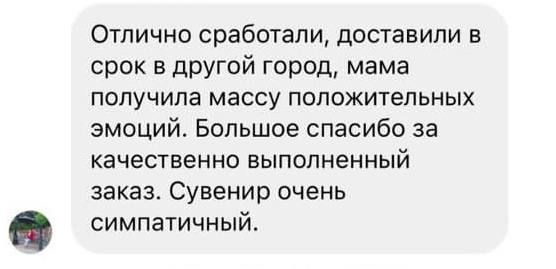 Отлично сработали, доставили в
срок в другой город, мама
получила массу положительных
эмоций. Большое спасибо за
качественно выполненный
заказ. Сувенир очень
симпатичный.